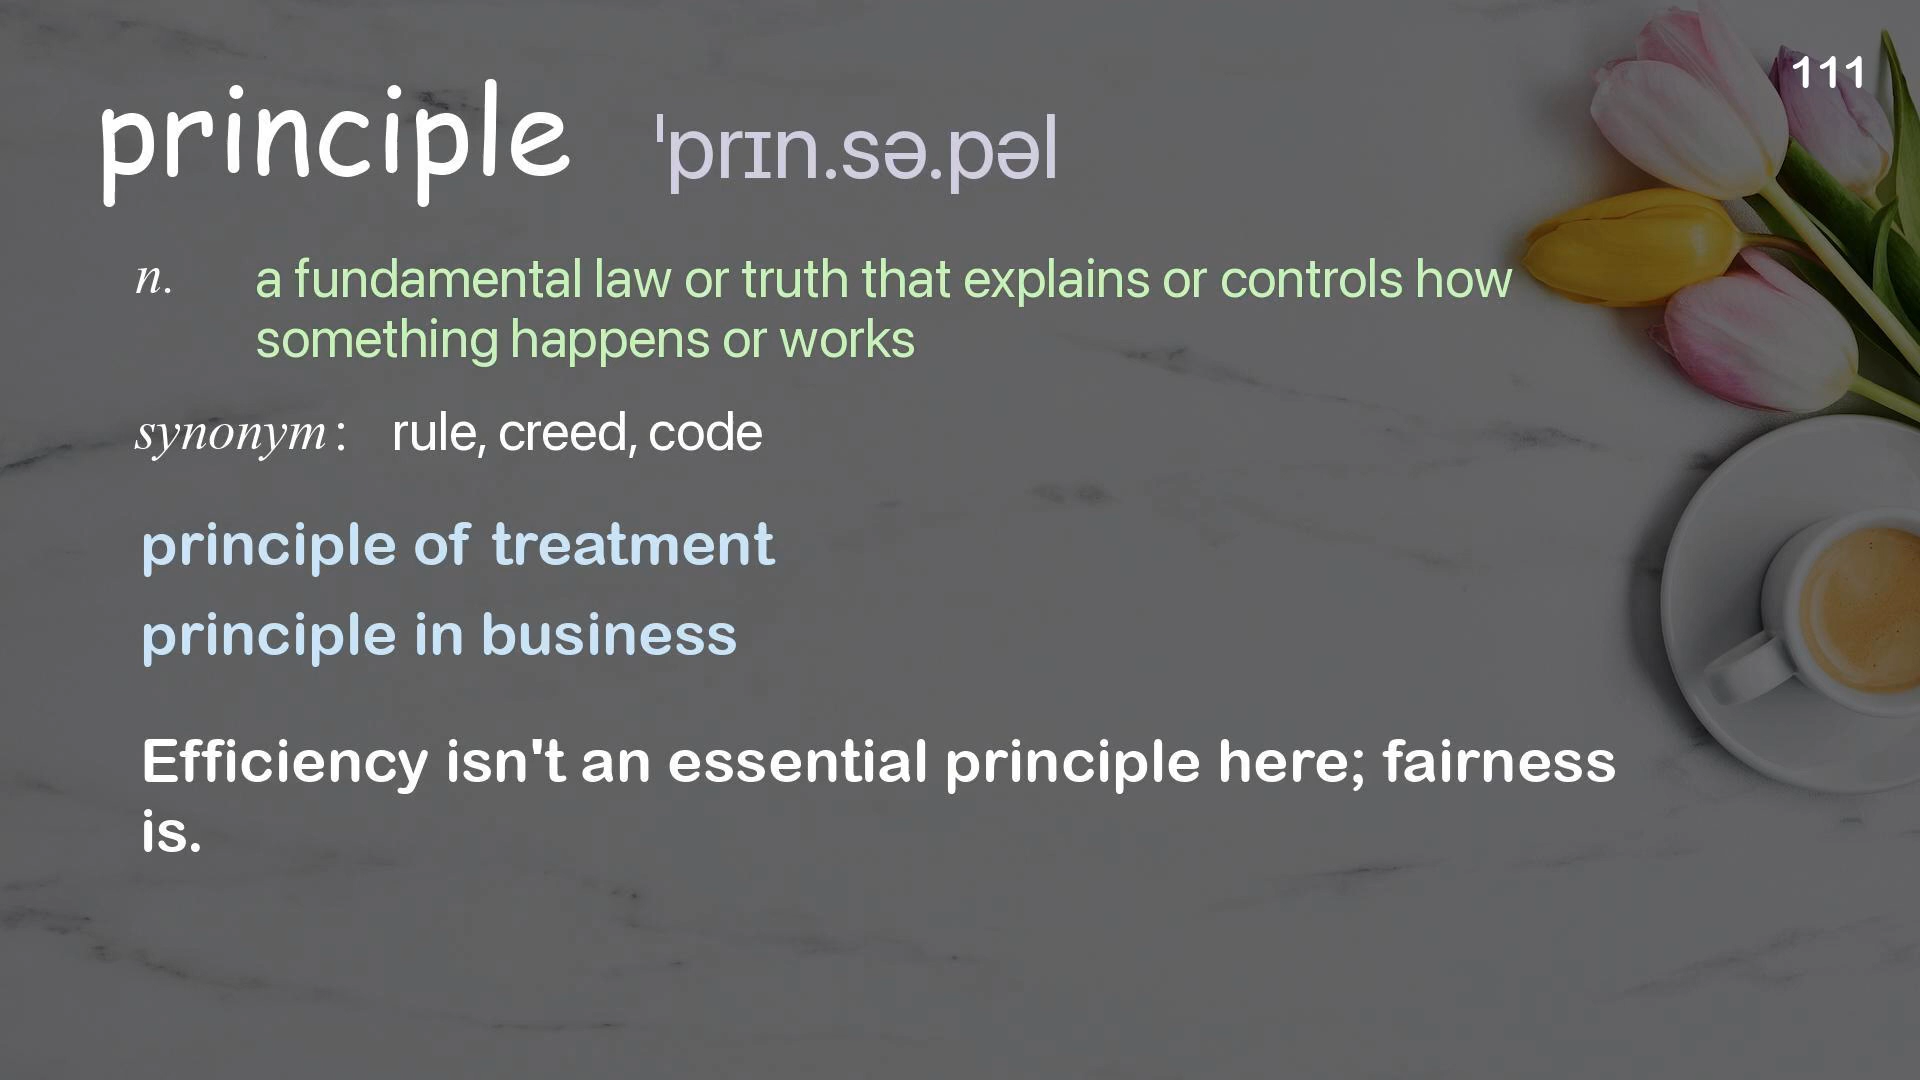 111
principle ˈprɪn.sə.pəl
n. a fundamental law or truth that explains or controls how
something happens or works
synonym: rule, creed, code
principle of treatment
principle in business
Efficiency isn't an essential principle here; fairness
is.